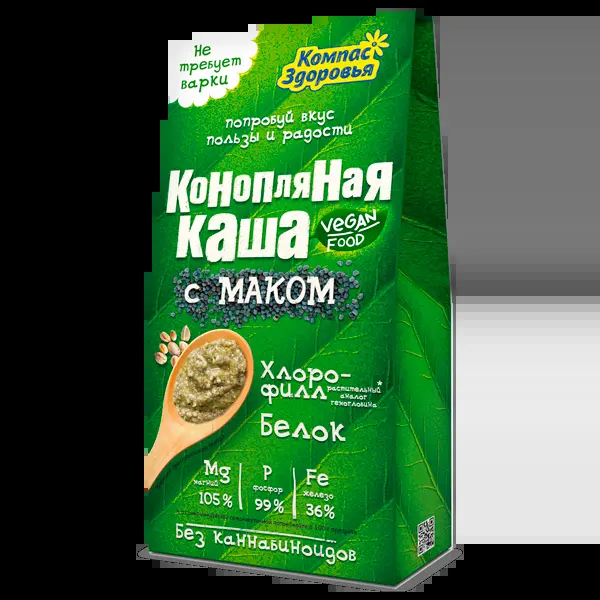 Не
требует
варки
Компас
Здоровья
попробуй вкус
пользы и радости
КОНОПЛЯНАЯ
КАША
VEGAN
FOOD
с МАКОМ
Хлоро-
филл растительный
аналог
гемоглобина*
Белок
Mg
магний
105%
P
фосфор
99%
Fe
железо
36%
Без каннабиноидов